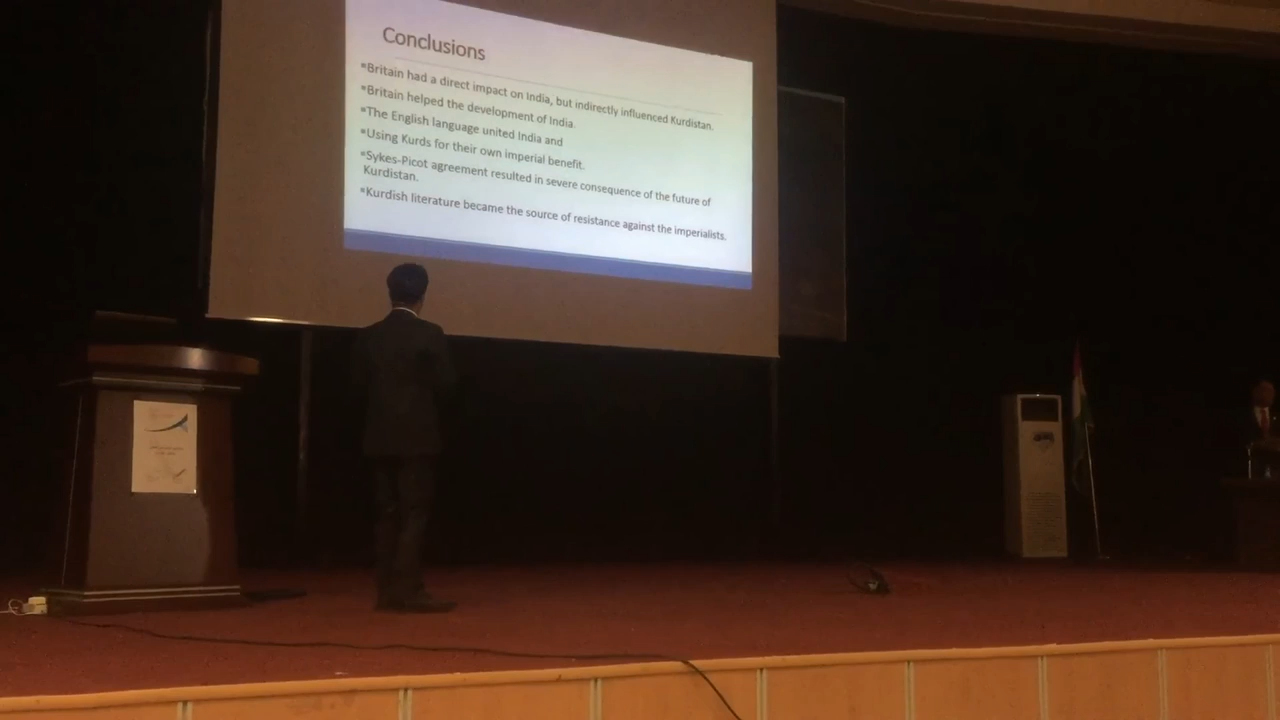 Conclusions
*Britain had a direct impact on India, but indirectly influenced Kurdistan.
*Britain helped the development of India.
*The English language united India and
*Using Kurds for their own imperial benefit.
*Sykes-Picot agreement resulted in severe consequence of the future of
Kurdistan.
*Kurdish literature became the source of resistance against the imperialists.